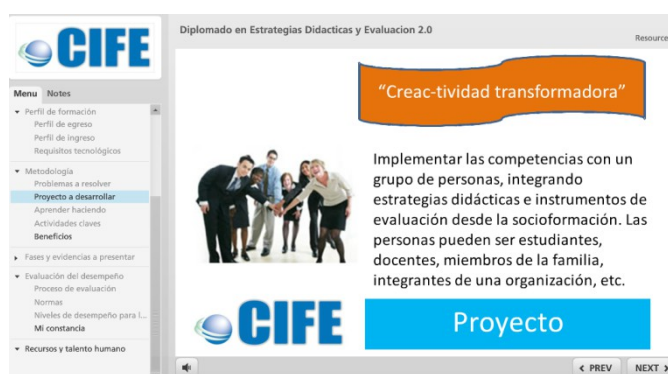 CIFE
Diplomado en Estrategias Didacticas y Evaluacion 2.0
Resource
Menu Notes
Perfil de formación
Perfil de egreso
Perfil de ingreso
Requisitos tecnológicos
Metodología
Problemas a resolver
Proyecto a desarrollar
Aprender haciendo
Actividades claves
Beneficios
Fases y evidencias a presentar
Evaluación del desempeño
Proceso de evaluación
Normas
Niveles de desempeño para l...
Mi constancia
Recursos y talento humano
“Creac-tividad transformadora”
Implementar las competencias con un
grupo de personas, integrando
estrategias didácticas e instrumentos de
evaluación desde la socioformación. Las
personas pueden ser estudiantes,
docentes, miembros de la familia,
integrantes de una organización, etc.
CIFE
Proyecto
PREV NEXT